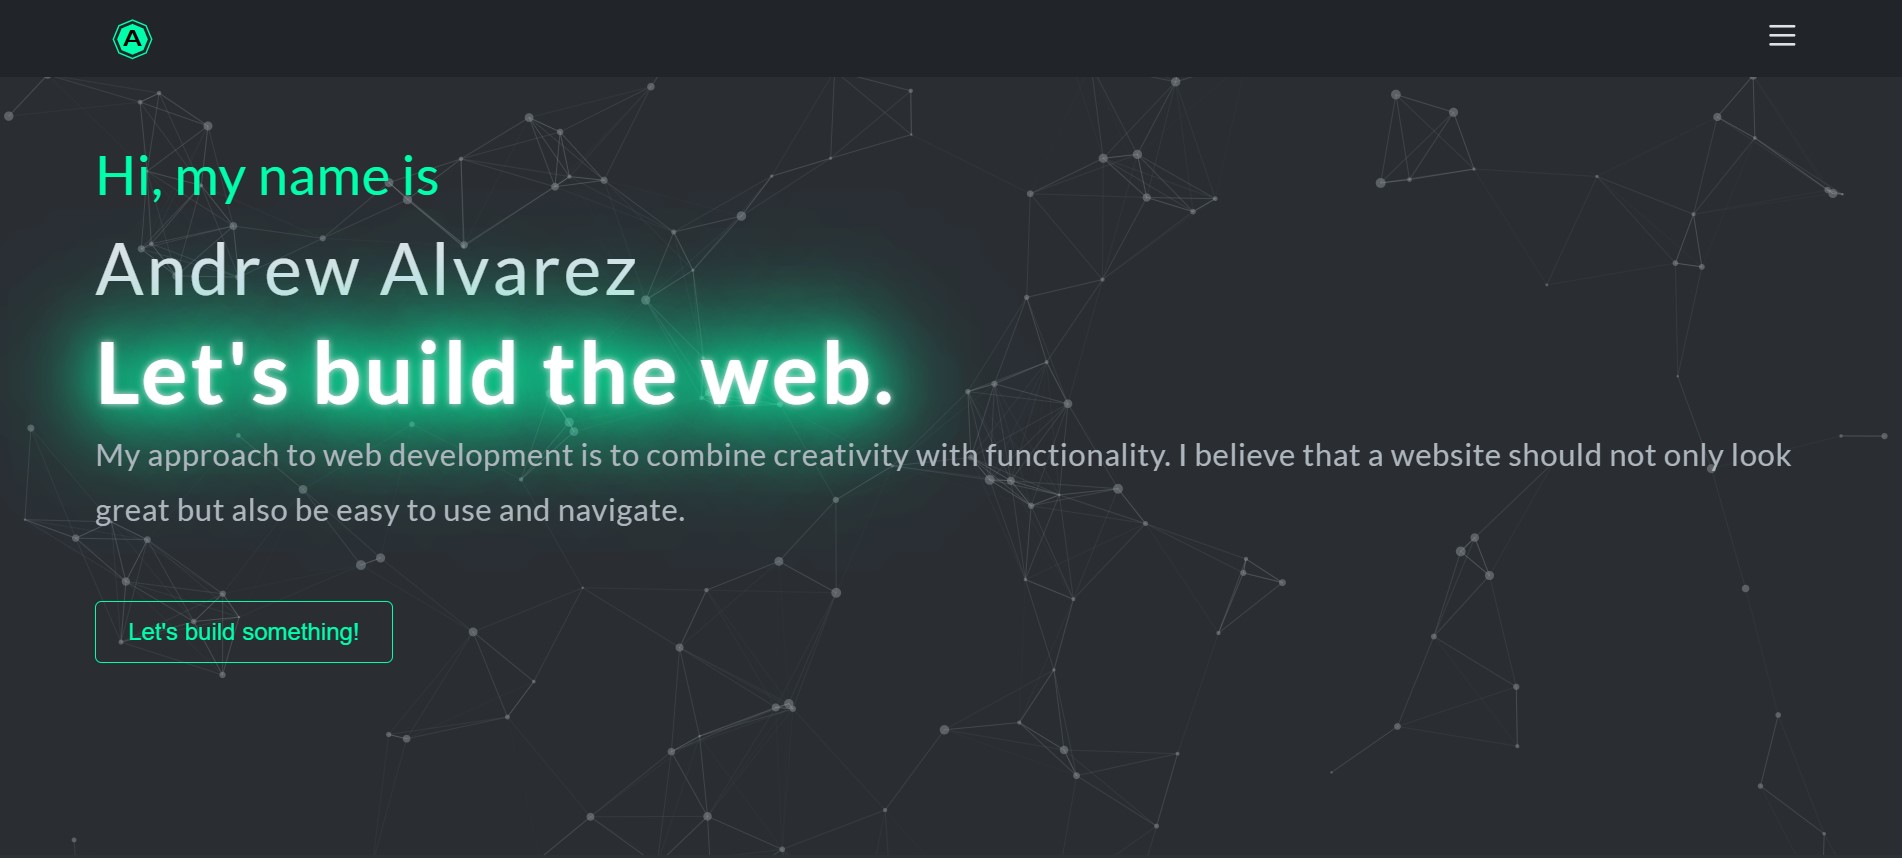 A
Hi, my name is
Andrew Alvarez
Let's build the web.
My approach to web development is to combine creativity with functionality. I believe that a website should not only look
great but also be easy to use and navigate.
Let's build something!